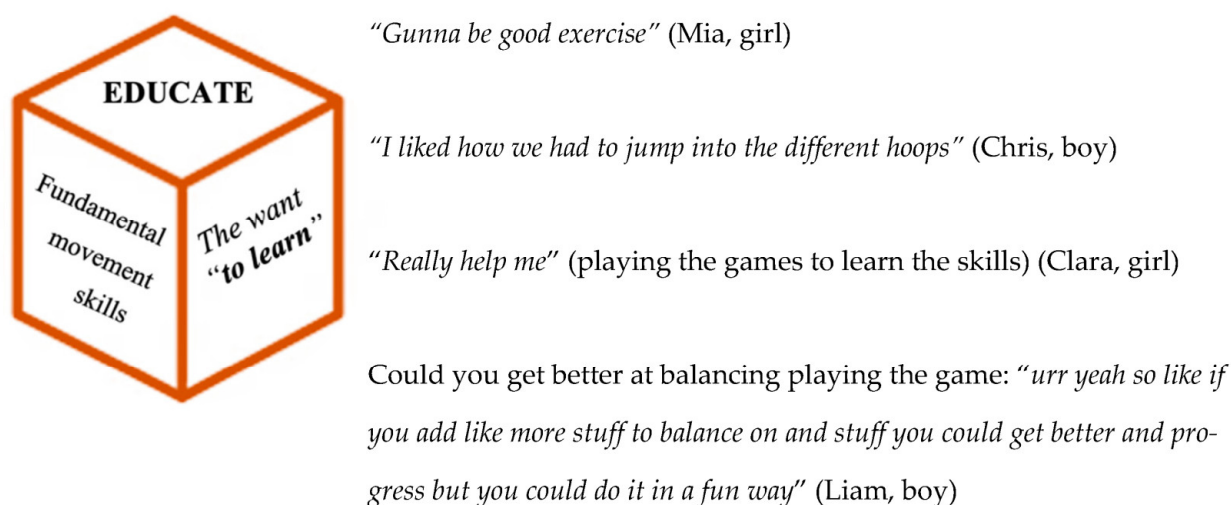 EDUCATE
Fundamental
movement
skills
The want
“to learn”
“Gunna be good exercise” (Mia, girl)
“I liked how we had to jump into the different hoops” (Chris, boy)
“Really help me” (playing the games to learn the skills) (Clara, girl)
Could you get better at balancing playing the game: “urr yeah so like if
you add like more stuff to balance on and stuff you could get better and pro-
gress but you could do it in a fun way” (Liam, boy)